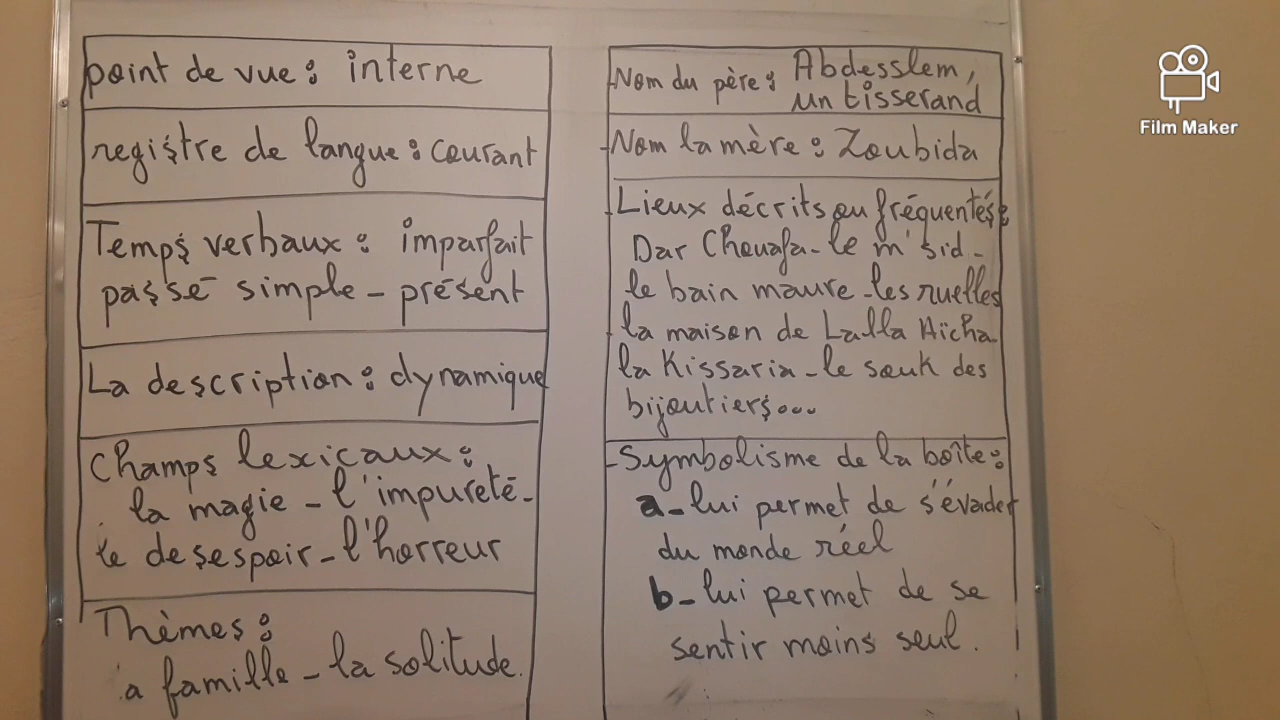 point de vue : interne
registre de langue : courant
Temps verbaux : imparfait
passé simple - présent
La description : dynamique
Champs lexicaux :
la magie - l'impureté -
le desespoir - l'horreur
Thèmes :
a famille - la solitude.
- Nom du père : Abdesslem,
un tisserand
- Nom la mère : Zoubida
- Lieux décrits ou fréquentés :
Dar Chouafa - le m'sid -
le bain maure - les ruelles
la maison de Lalla Aïcha
la Kissaria - le souk des
bijoutiers...
- Symbolisme de la boîte :
a - lui permet de s'évader
du monde réel
b - lui permet de se
sentir moins seul.
Film Maker